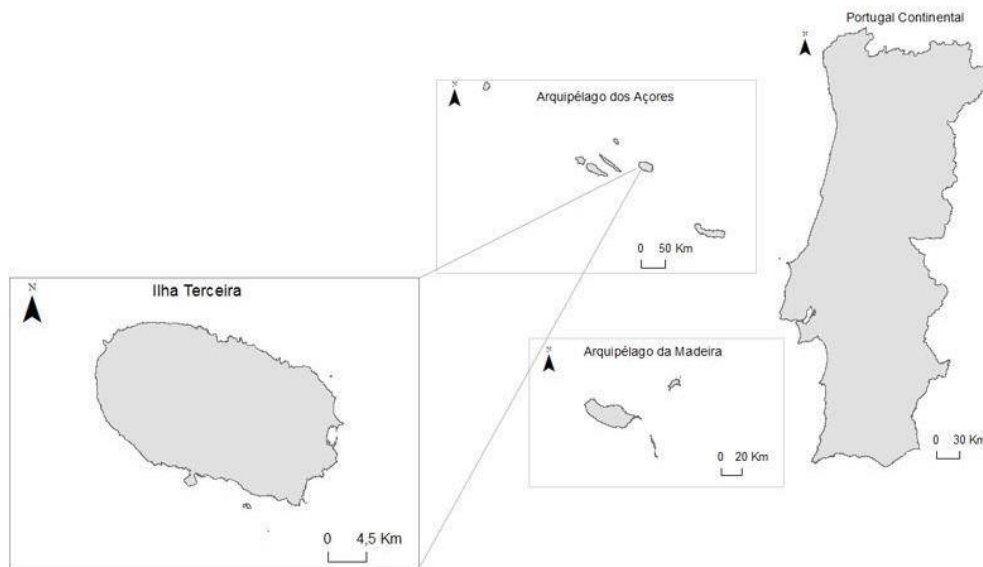 Portugal Continental
N
N
Arquipélago dos Açores
0 50 Km
N
Ilha Terceira
0 4,5 Km
N
Arquipélago da Madeira
0 20 Km
0 30 Km